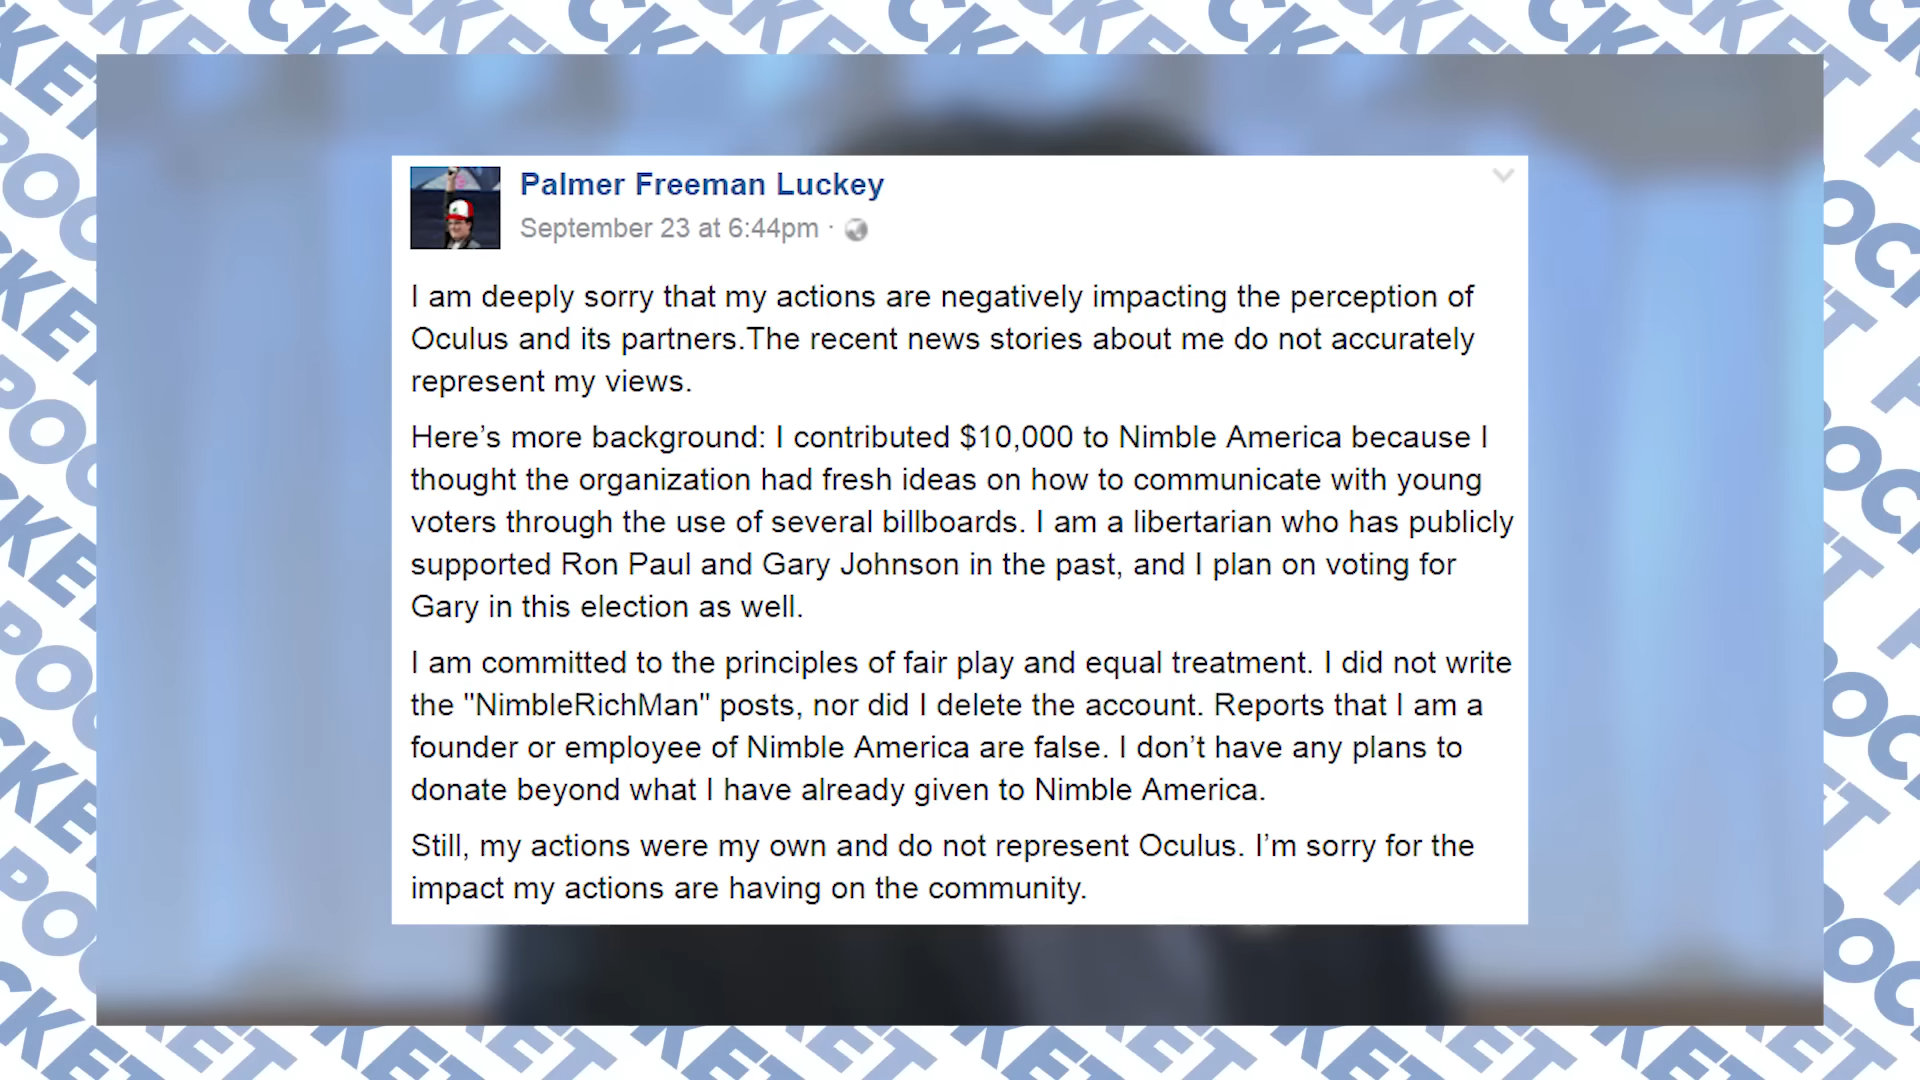 Palmer Freeman Luckey
September 23 at 6:44pm ·
I am deeply sorry that my actions are negatively impacting the perception of
Oculus and its partners.The recent news stories about me do not accurately
represent my views.
Here’s more background: I contributed $10,000 to Nimble America because I
thought the organization had fresh ideas on how to communicate with young
voters through the use of several billboards. I am a libertarian who has publicly
supported Ron Paul and Gary Johnson in the past, and I plan on voting for
Gary in this election as well.
I am committed to the principles of fair play and equal treatment. I did not write
the "NimbleRichMan" posts, nor did I delete the account. Reports that I am a
founder or employee of Nimble America are false. I don’t have any plans to
donate beyond what I have already given to Nimble America.
Still, my actions were my own and do not represent Oculus. I’m sorry for the
impact my actions are having on the community.
POCKET